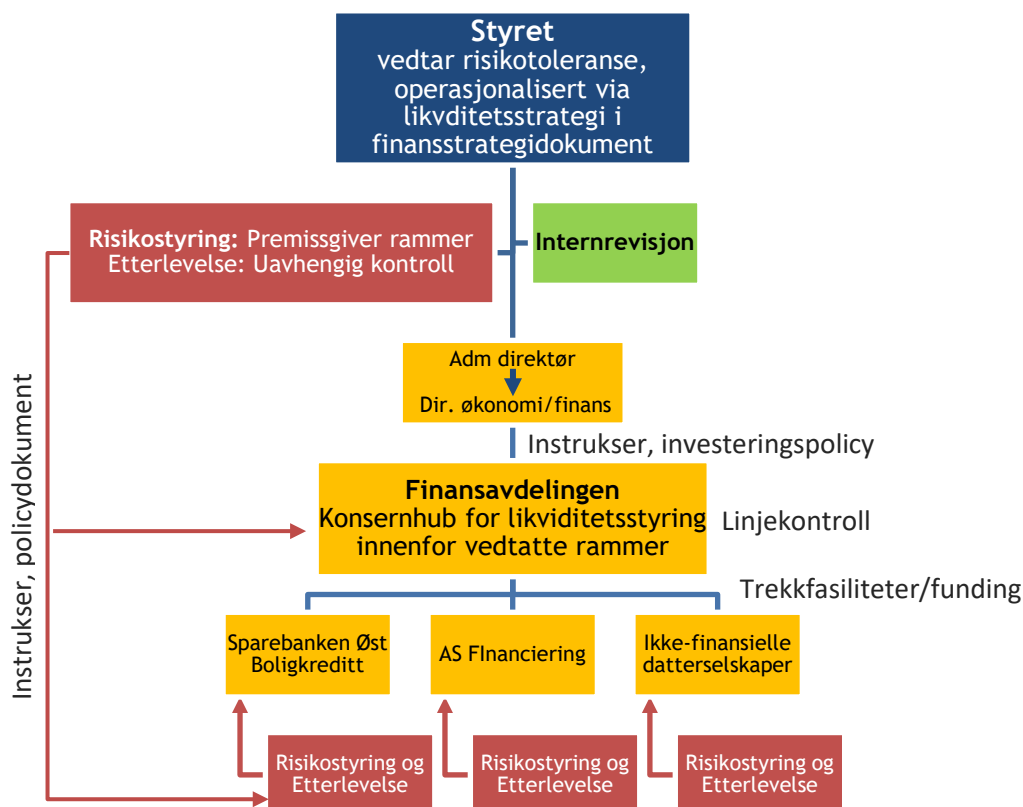 Styret
vedtar risikotoleranse,
operasjonalisert via
likvditetsstrategi i
finansstrategidokument
Risikostyring: Premissgiver rammer
Etterlevelse: Uavhengig kontroll
Internrevisjon
Adm direktør
Dir. økonomi/finans
Instrukser, investeringspolicy
Instrukser, policydokument
Finansavdelingen
Konsernhub for likviditetsstyring
innenfor vedtatte rammer
Linjekontroll
Trekkfasiliteter/funding
Sparebanken Øst
Boligkreditt
AS FInanciering
Ikke-finansielle
datterselskaper
Risikostyring og
Etterlevelse
Risikostyring og
Etterlevelse
Risikostyring og
Etterlevelse